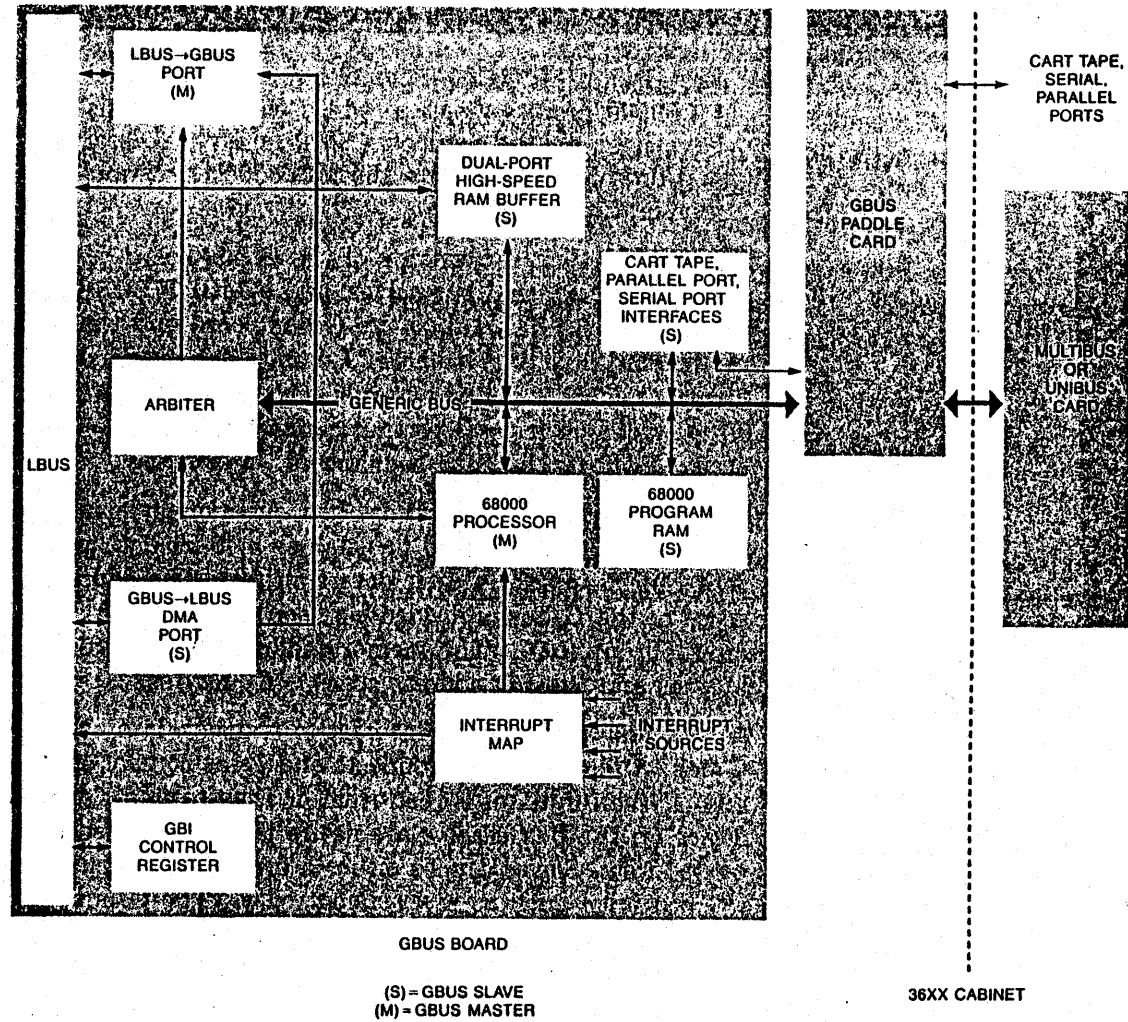 LBUS→GBUS
PORT
(M)
CART TAPE,
SERIAL,
PARALLEL
PORTS
DUAL-PORT
HIGH-SPEED
RAM BUFFER
(S)
GBUS
PADDLE
CARD
CART TAPE,
PARALLEL PORT,
SERIAL PORT
INTERFACES
(S)
MULTIBUS
OR
UNIBUS
CARD
ARBITER
GENERIC BUS
LBUS
68000
PROCESSOR
(M)
68000
PROGRAM
RAM
(S)
GBUS→LBUS
DMA
PORT
(S)
INTERRUPT
MAP
INTERRUPT
SOURCES
GBI
CONTROL
REGISTER
GBUS BOARD
(S)=GBUS SLAVE
(M)=GBUS MASTER
36XX CABINET